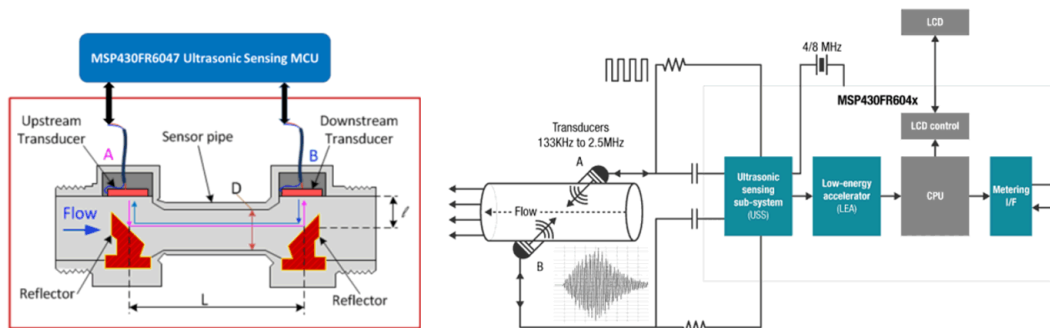 MSP430FR6047 Ultrasonic Sensing MCU
Upstream
Transducer
A
Sensor pipe
Downstream
Transducer
B
D
Flow
Reflector
L
Reflector
4/8 MHz
LCD
MSP430FR604x
LCD control
Transducers
133KHz to 2.5MHz
A
Flow
B
Ultrasonic
sensing
sub-system
(USS)
Low-energy
accelerator
(LEA)
CPU
Metering
I/F